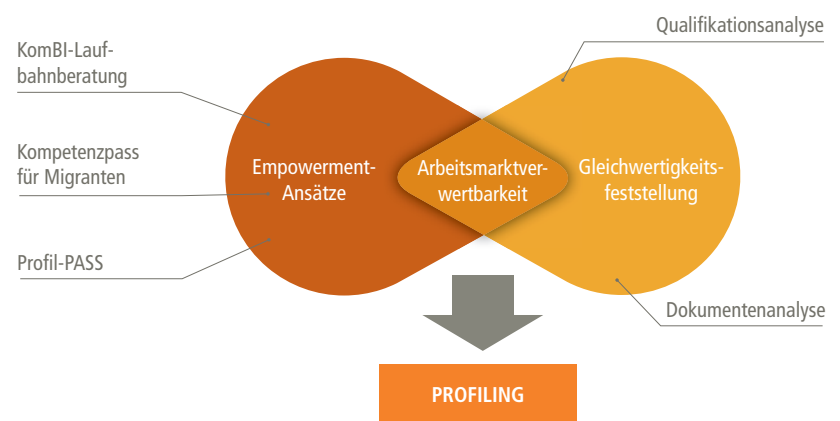 KomBI-Lauf-
bahnberatung
Kompetenzpass
für Migranten
Profil-PASS
Empowerment-
Ansätze
Arbeitsmarktver-
wertbarkeit
Gleichwertigkeits-
feststellung
Qualifikationsanalyse
Dokumentenanalyse
PROFILING